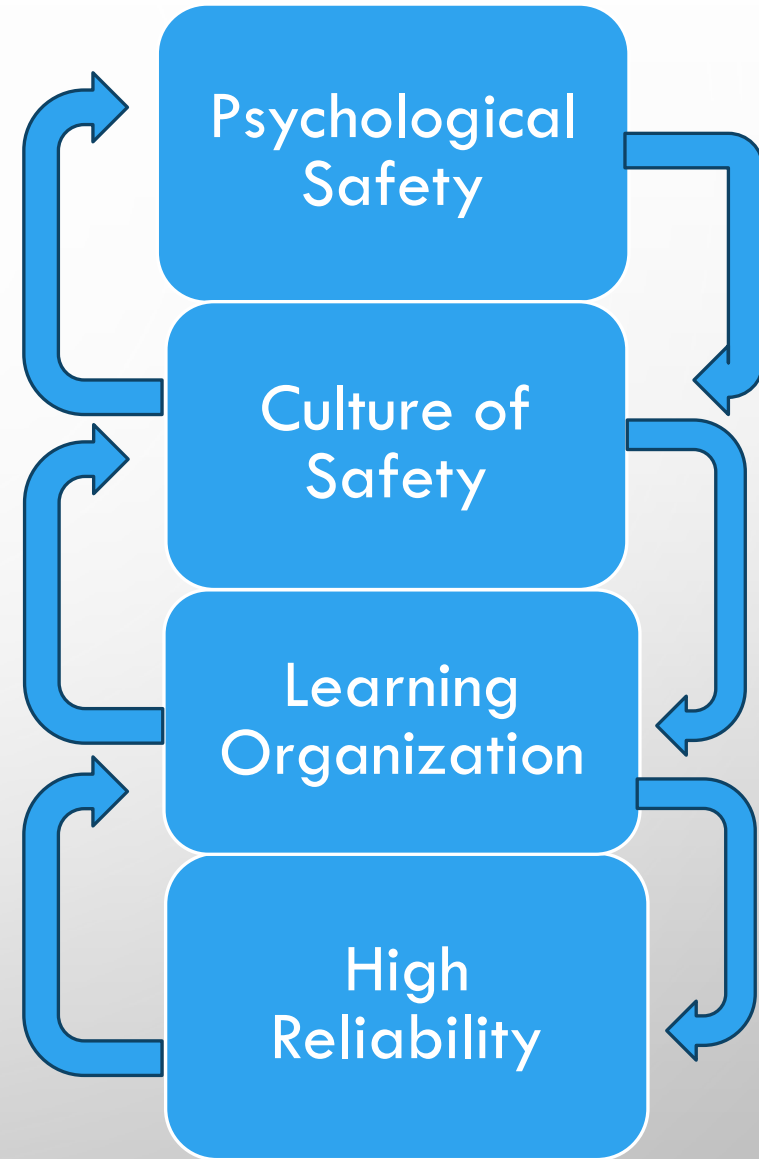 Psychological
Safety
Culture of
Safety
Learning
Organization
High
Reliability